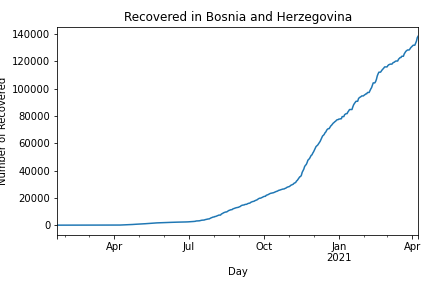 Recovered in Bosnia and Herzegovina
140000
120000
100000
80000
60000
40000
20000
0
Number of Recovered
Apr
Jul
Oct
Jan
2021
Apr
Day